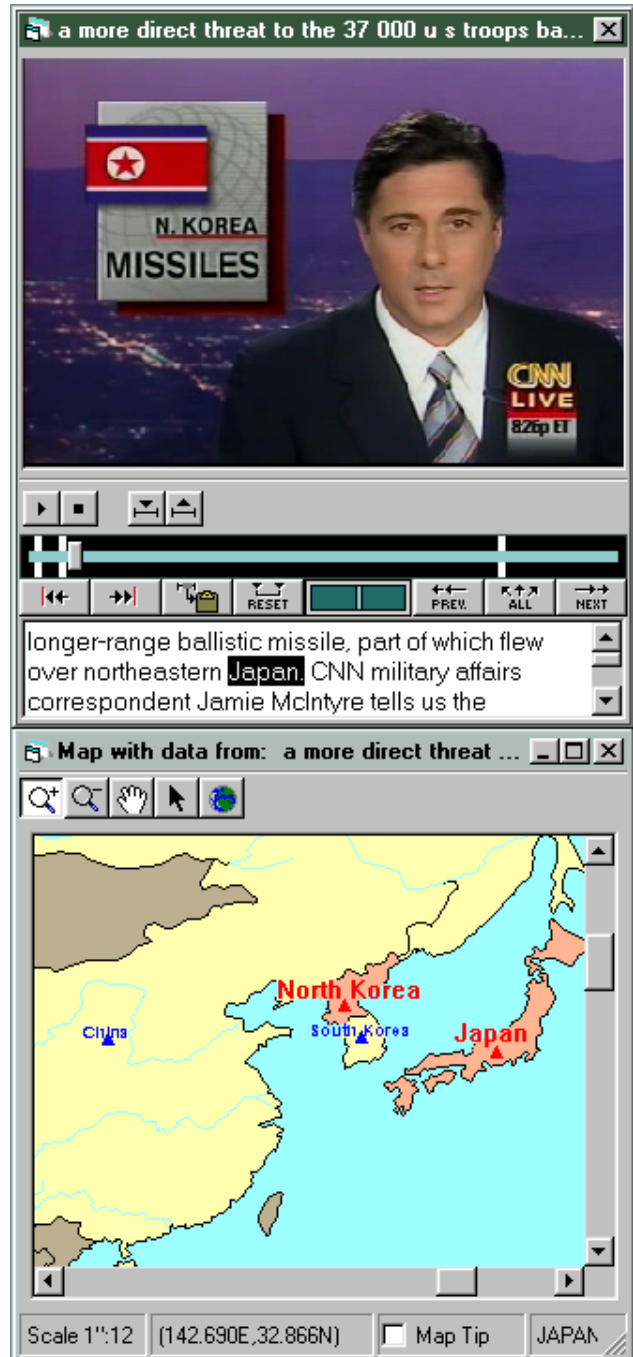 a more direct threat to the 37 000 u s troops ba...
N. KOREA
MISSILES
CNN
LIVE
8:26p ET
RESET
PREV.
ALL
NEXT
longer-range ballistic missile, part of which flew
over northeastern Japan. CNN military affairs
correspondent Jamie McIntyre tells us the
Map with data from: a more direct threat ...
North Korea
China
South Korea
Japan
Scale 1":12
(142.690E,32.866N)
Map Tip
JAPAN